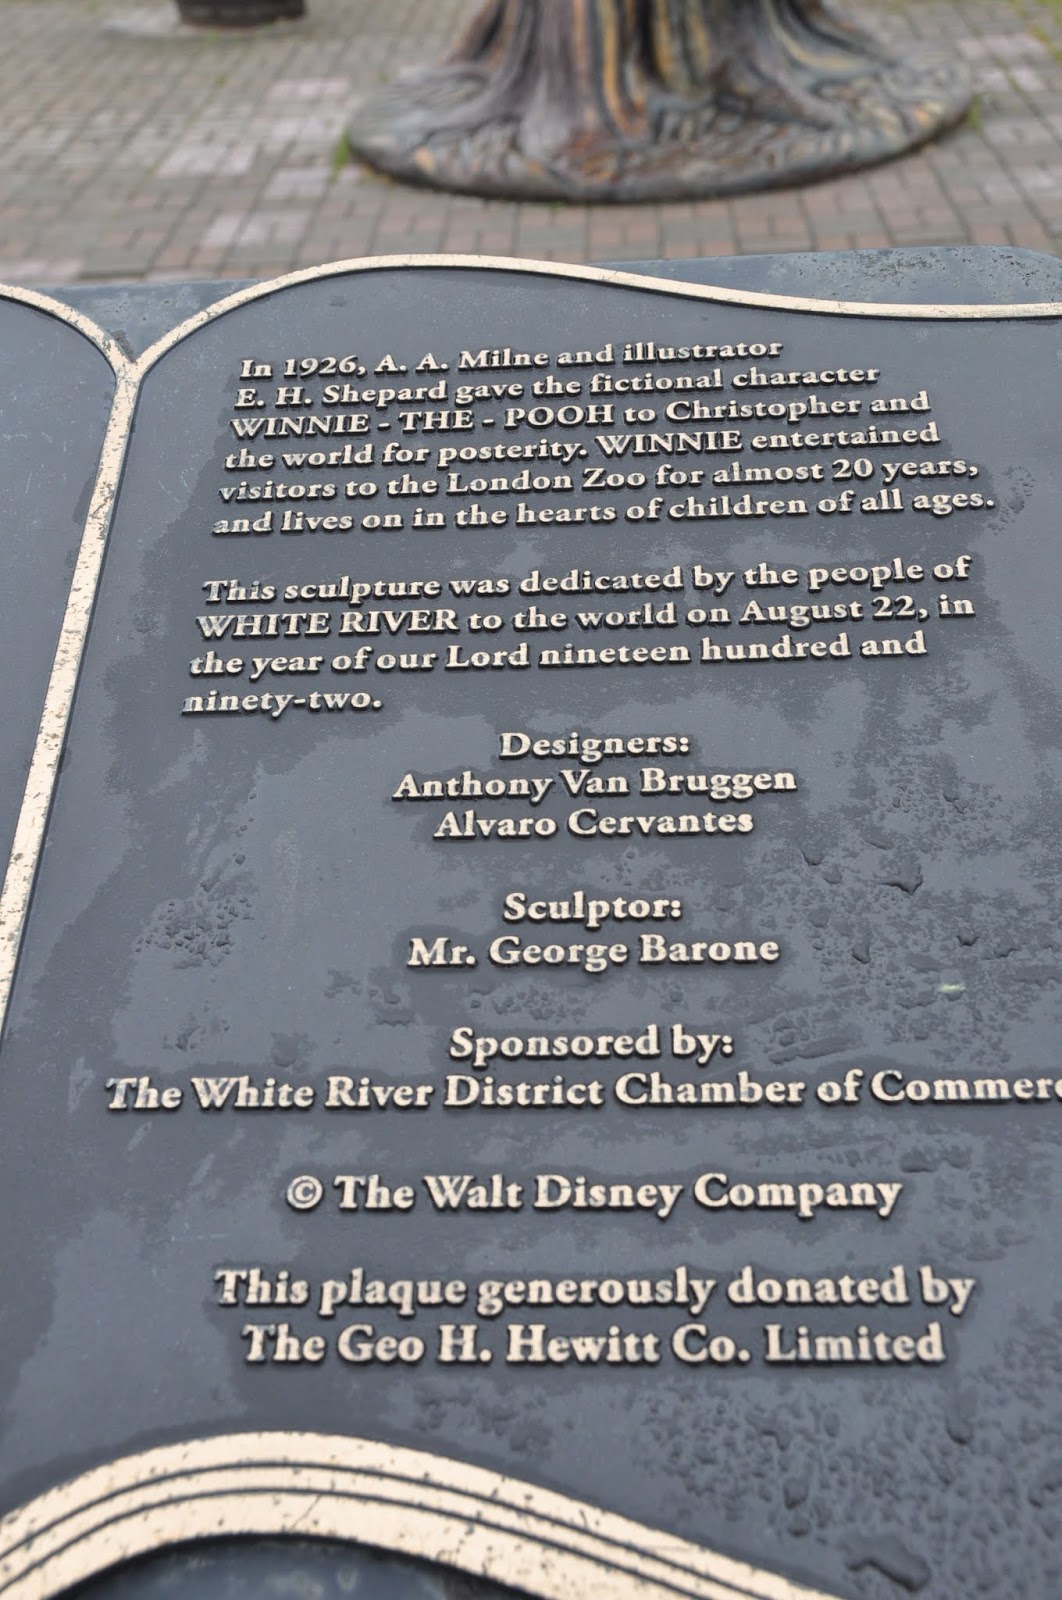 In 1926, A. A. Milne and illustrator
E. H. Shepard gave the fictional character
WINNIE - THE - POOH to Christopher and
the world for posterity. WINNIE entertained
visitors to the London Zoo for almost 20 years,
and lives on in the hearts of children of all ages.
This sculpture was dedicated by the people of
WHITE RIVER to the world on August 22, in
the year of our Lord nineteen hundred and
ninety-two.
Designers:
Anthony Van Bruggen
Alvaro Cervantes
Sculptor:
Mr. George Barone
Sponsored by:
The White River District Chamber of Commerc
© The Walt Disney Company
This plaque generously donated by
The Geo H. Hewitt Co. Limited